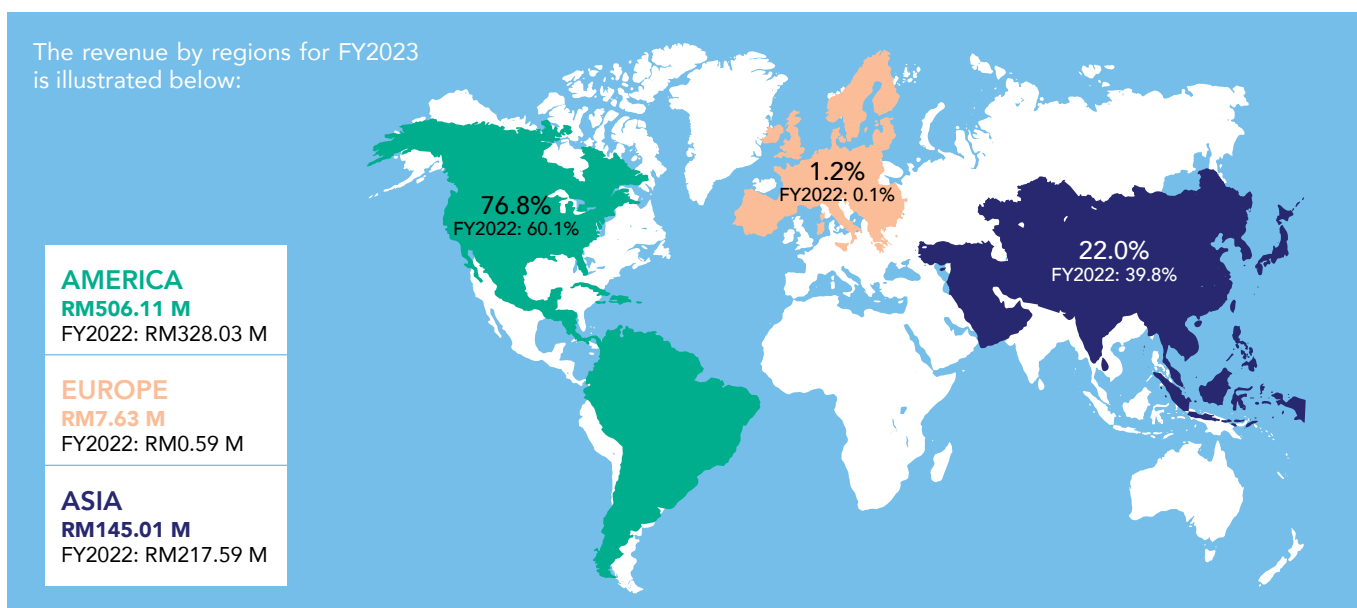 The revenue by regions for FY2023
is illustrated below:
76.8%
FY2022: 60.1%
1.2%
FY2022: 0.1%
22.0%
FY2022: 39.8%
AMERICA
RM506.11 M
FY2022: RM328.03 M
EUROPE
RM7.63 M
FY2022: RM0.59 M
ASIA
RM145.01 M
FY2022: RM217.59 M